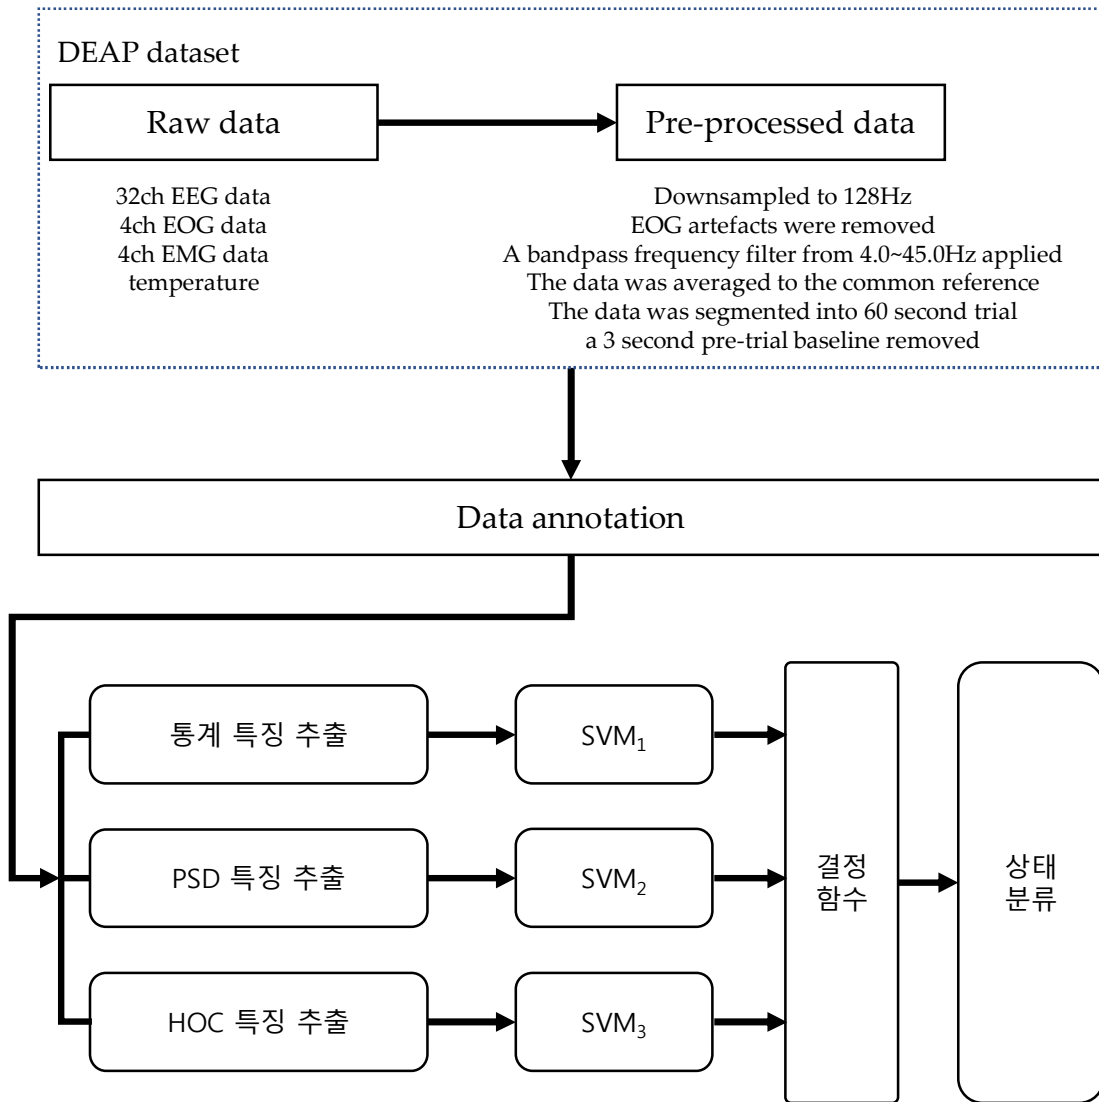 DEAP dataset
Raw data
Pre-processed data
32ch EEG data
4ch EOG data
4ch EMG data
temperature
Downsampled to 128Hz
EOG artefacts were removed
A bandpass frequency filter from 4.0~45.0Hz applied
The data was averaged to the common reference
The data was segmented into 60 second trial
a 3 second pre-trial baseline removed
Data annotation
통계 특징 추출
SVM₁
PSD 특징 추출
SVM₂
HOC 특징 추출
SVM₃
결정
함수
상태
분류